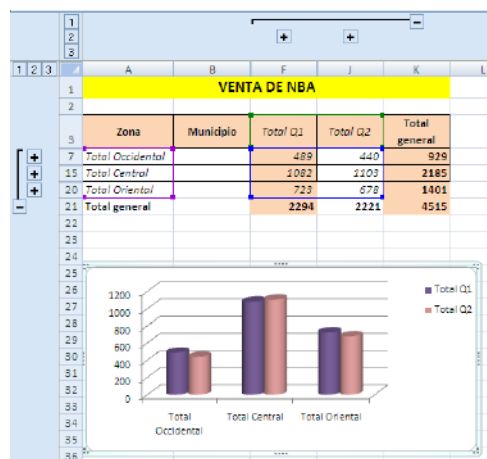 1
2
3
1 2 3 A B F J K L
1 VENTA DE NBA
2
3 Zona Municipio Total Q1 Total Q2 Total general
7 Total Occidental 489 440 929
15 Total Central 1082 1103 2185
20 Total Oriental 723 678 1401
21 Total general 2294 2221 4515
22
23
24
25
26
27
28
29
30
31
32
33
34
35
36
1200
1000
800
600
400
200
0
Total Occidental Total Central Total Oriental
Total Q1
Total Q2